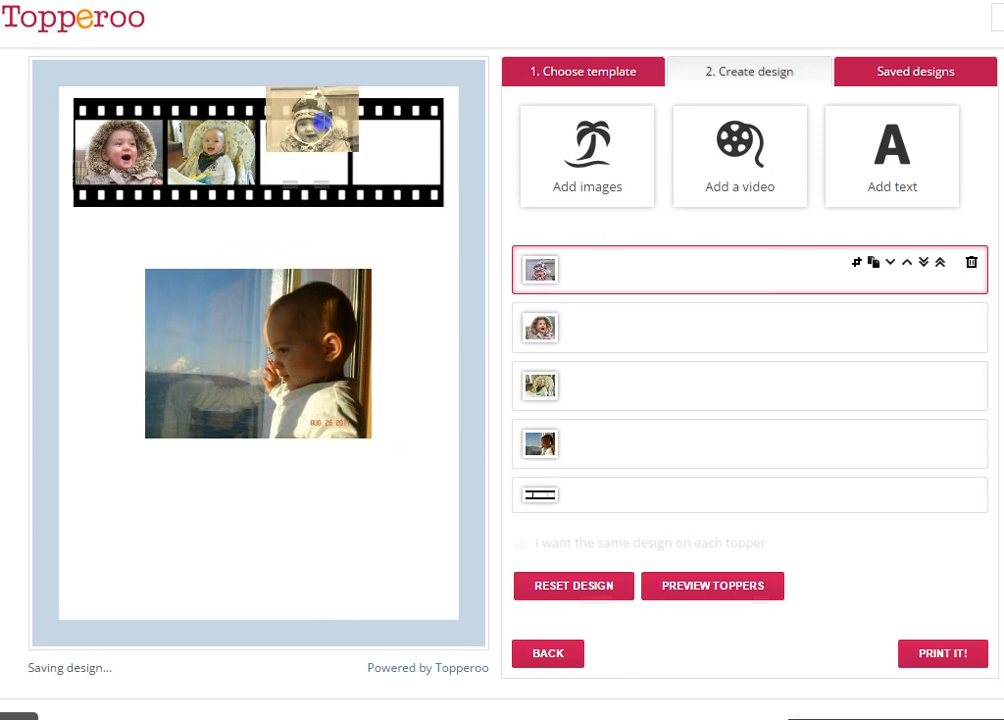 Topperoo
1. Choose template
2. Create design
Saved designs
Add images
Add a video
Add text
AUG 26
I want the same design on each topper
RESET DESIGN
PREVIEW TOPPERS
BACK
PRINT IT!
Saving design...
Powered by Topperoo